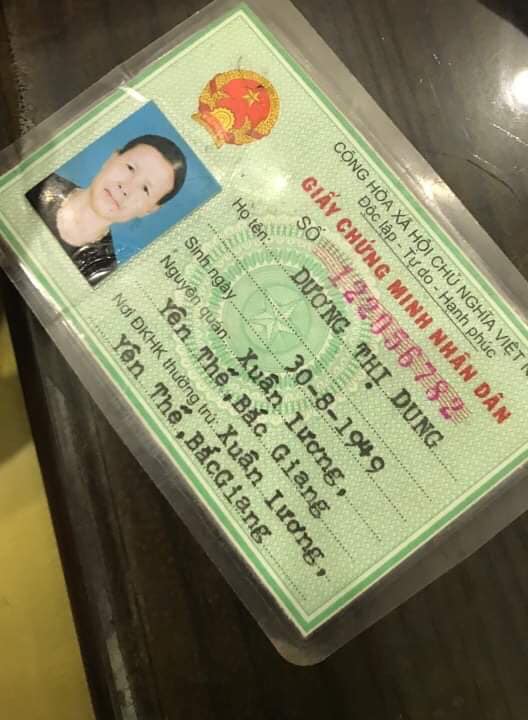 CỘNG HÒA XÃ HỘI CHỦ NGHĨA VIỆT
Độc lập - Tự do - Hạnh phúc
GIẤY CHỨNG MINH NHÂN DÂN
SỐ 122056782
Họ tên: DƯƠNG THỊ DUNG
Sinh ngày 30-8-1949
Nguyên quán Xuân Lương,
Yên Thế, Bắc Giang
Nơi ĐKHK thường trú: Xuân Lương,
Yên Thế, BắcGiang